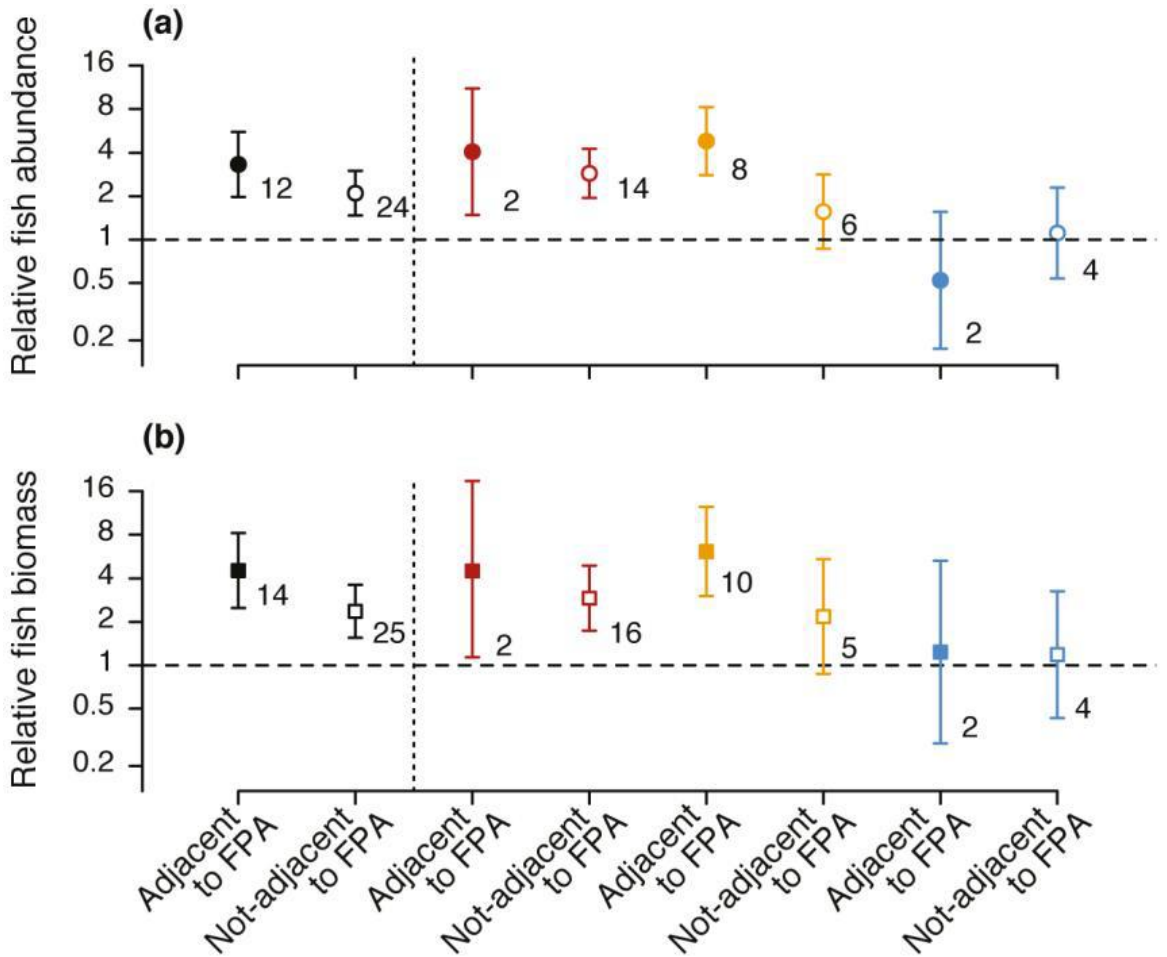 (a)
Relative fish abundance
16
8
4
2
1
0.5
0.2
12
24
2
14
8
6
2
4
(b)
Relative fish biomass
16
8
4
2
1
0.5
0.2
14
25
2
16
10
5
2
4
Adjacent
to FPA
Not-adjacent
to FPA
Adjacent
to FPA
Not-adjacent
to FPA
Adjacent
to FPA
Not-adjacent
to FPA
Adjacent
to FPA
Not-adjacent
to FPA